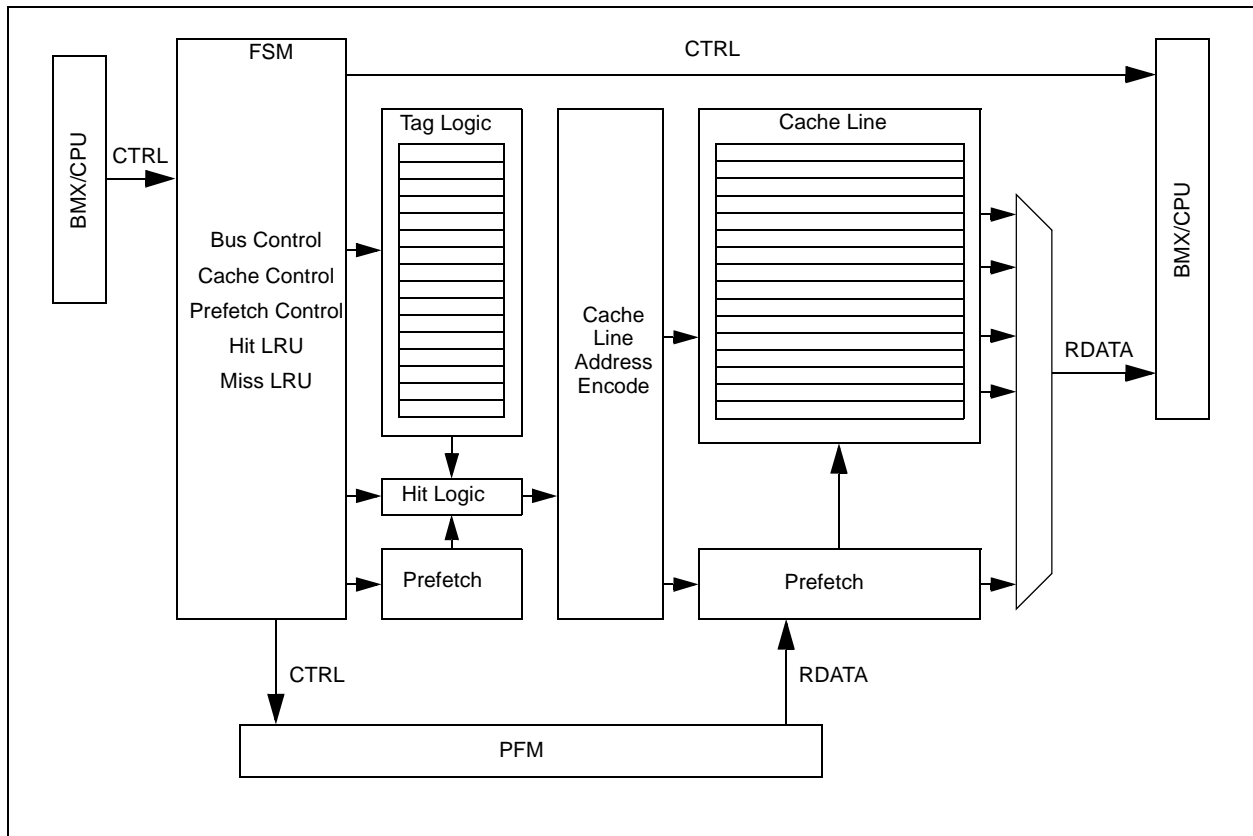 FSM
CTRL
BMX/CPU
CTRL
Bus Control
Cache Control
Prefetch Control
Hit LRU
Miss LRU
Tag Logic
Hit Logic
Prefetch
Cache
Line
Address
Encode
Cache Line
Prefetch
RDATA
BMX/CPU
CTRL
RDATA
PFM